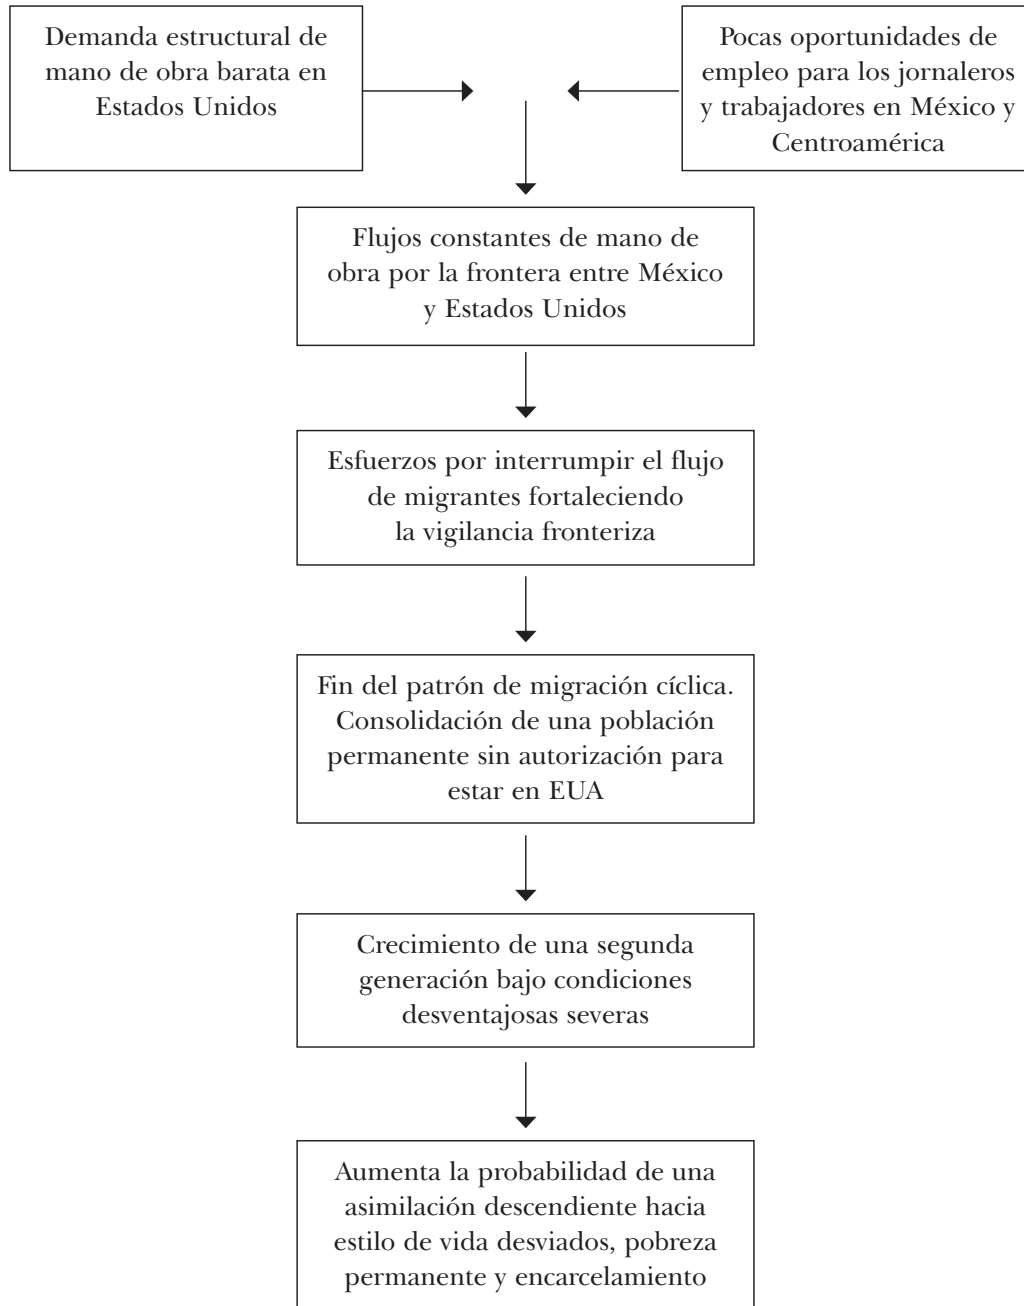 Demanda estructural de
mano de obra barata en
Estados Unidos
Pocas oportunidades de
empleo para los jornaleros
y trabajadores en México y
Centroamérica
Flujos constantes de mano de
obra por la frontera entre México
y Estados Unidos
Esfuerzos por interrumpir el flujo
de migrantes fortaleciendo
la vigilancia fronteriza
Fin del patrón de migración cíclica.
Consolidación de una población
permanente sin autorización para
estar en EUA
Crecimiento de una segunda
generación bajo condiciones
desventajosas severas
Aumenta la probabilidad de una
asimilación descendiente hacia
estilo de vida desviados, pobreza
permanente y encarcelamiento